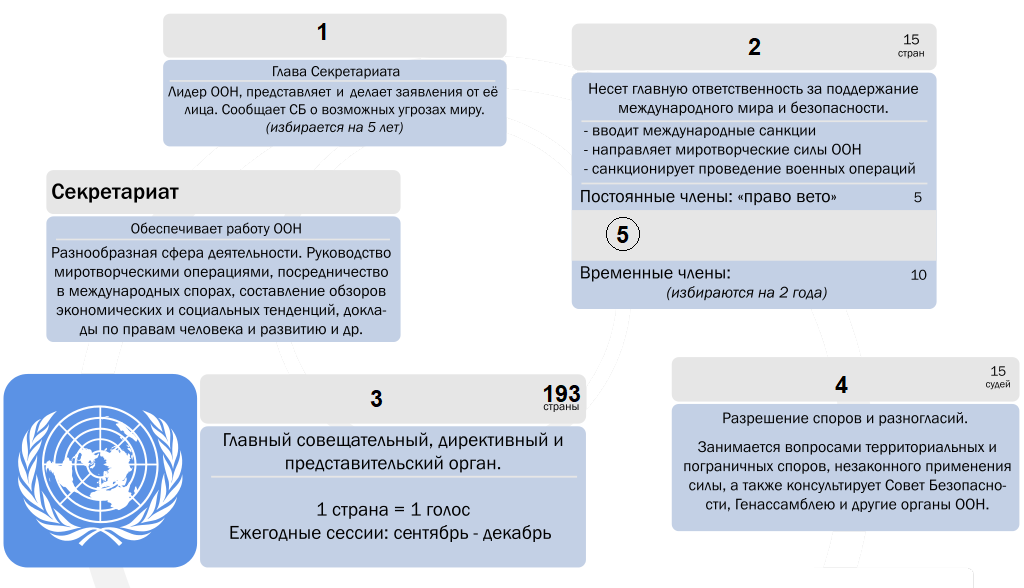 1
Глава Секретариата
Лидер ООН, представляет и делает заявления от её
лица. Сообщает СБ о возможных угрозах миру.
(избирается на 5 лет)
2
15
стран
Несет главную ответственность за поддержание
международного мира и безопасности.
- вводит международные санкции
- направляет миротворческие силы ООН
- санкционирует проведение военных операций
Постоянные члены: «право вето» 5
5
Временные члены: 10
(избираются на 2 года)
Секретариат
Обеспечивает работу ООН
Разнообразная сфера деятельности. Руководство
миротворческими операциями, посредничество
в международных спорах, составление обзоров
экономических и социальных тенденций, докла-
ды по правам человека и развитию и др.
3
193
страны
Главный совещательный, директивный и
представительский орган.
1 страна = 1 голос
Ежегодные сессии: сентябрь - декабрь
4
15
судей
Разрешение споров и разногласий.
Занимается вопросами территориальных и
пограничных споров, незаконного применения
силы, а также консультирует Совет Безопасно-
сти, Генассамблею и другие органы ООН.